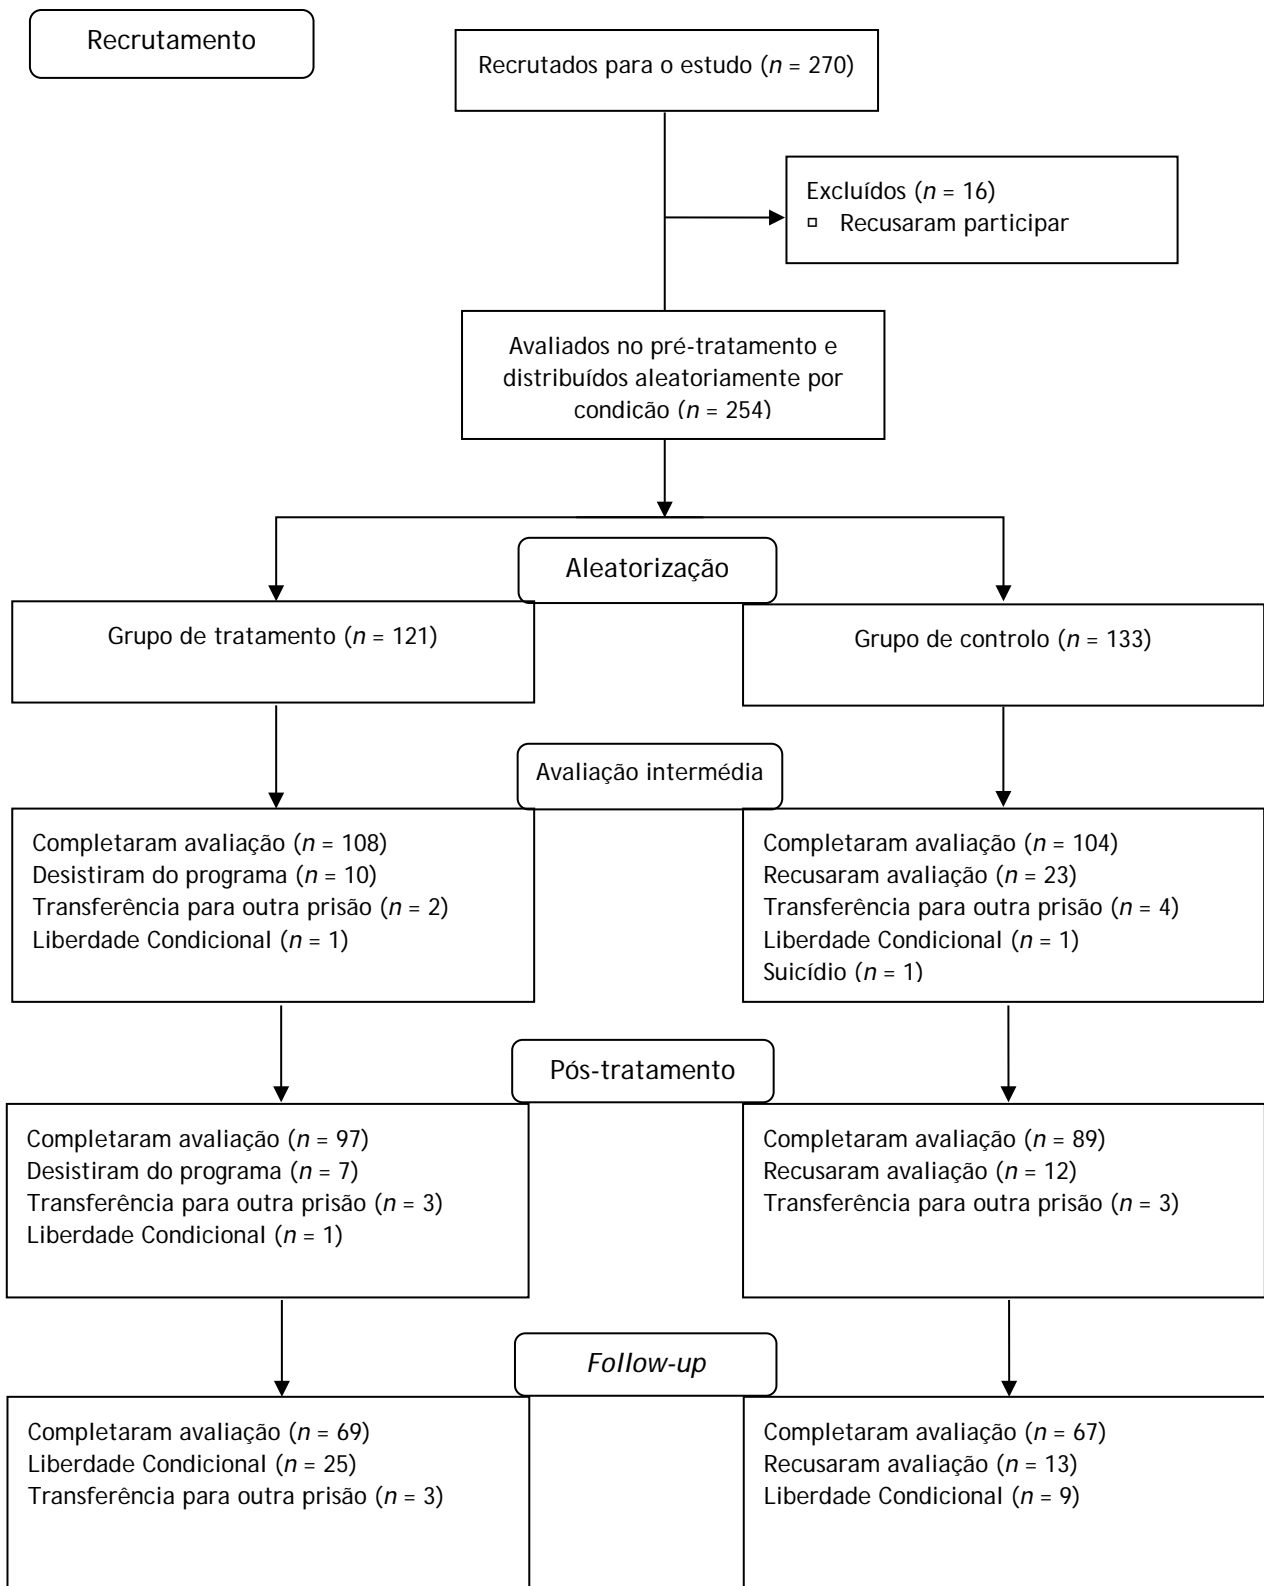 Recrutamento
Recrutados para o estudo (n = 270)
Excluídos (n = 16)
▫ Recusaram participar
Avaliados no pré-tratamento e
distribuídos aleatoriamente por
condição (n = 254)
Aleatorização
Grupo de tratamento (n = 121)
Grupo de controlo (n = 133)
Avaliação intermédia
Completaram avaliação (n = 108)
Desistiram do programa (n = 10)
Transferência para outra prisão (n = 2)
Liberdade Condicional (n = 1)
Completaram avaliação (n = 104)
Recusaram avaliação (n = 23)
Transferência para outra prisão (n = 4)
Liberdade Condicional (n = 1)
Suicídio (n = 1)
Pós-tratamento
Completaram avaliação (n = 97)
Desistiram do programa (n = 7)
Transferência para outra prisão (n = 3)
Liberdade Condicional (n = 1)
Completaram avaliação (n = 89)
Recusaram avaliação (n = 12)
Transferência para outra prisão (n = 3)
Follow-up
Completaram avaliação (n = 69)
Liberdade Condicional (n = 25)
Transferência para outra prisão (n = 3)
Completaram avaliação (n = 67)
Recusaram avaliação (n = 13)
Liberdade Condicional (n = 9)